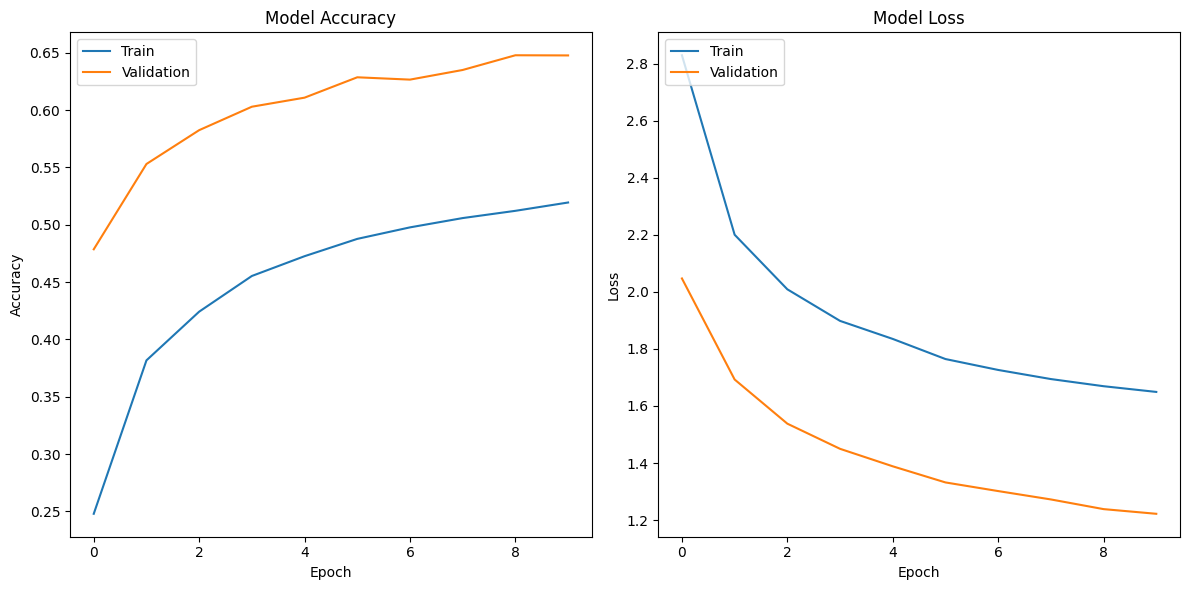 Model Accuracy
Train
Validation
0.65
0.60
0.55
0.50
0.45
0.40
0.35
0.30
0.25
Accuracy
0 2 4 6 8
Epoch
Model Loss
Train
Validation
2.8
2.6
2.4
2.2
2.0
1.8
1.6
1.4
1.2
Loss
0 2 4 6 8
Epoch